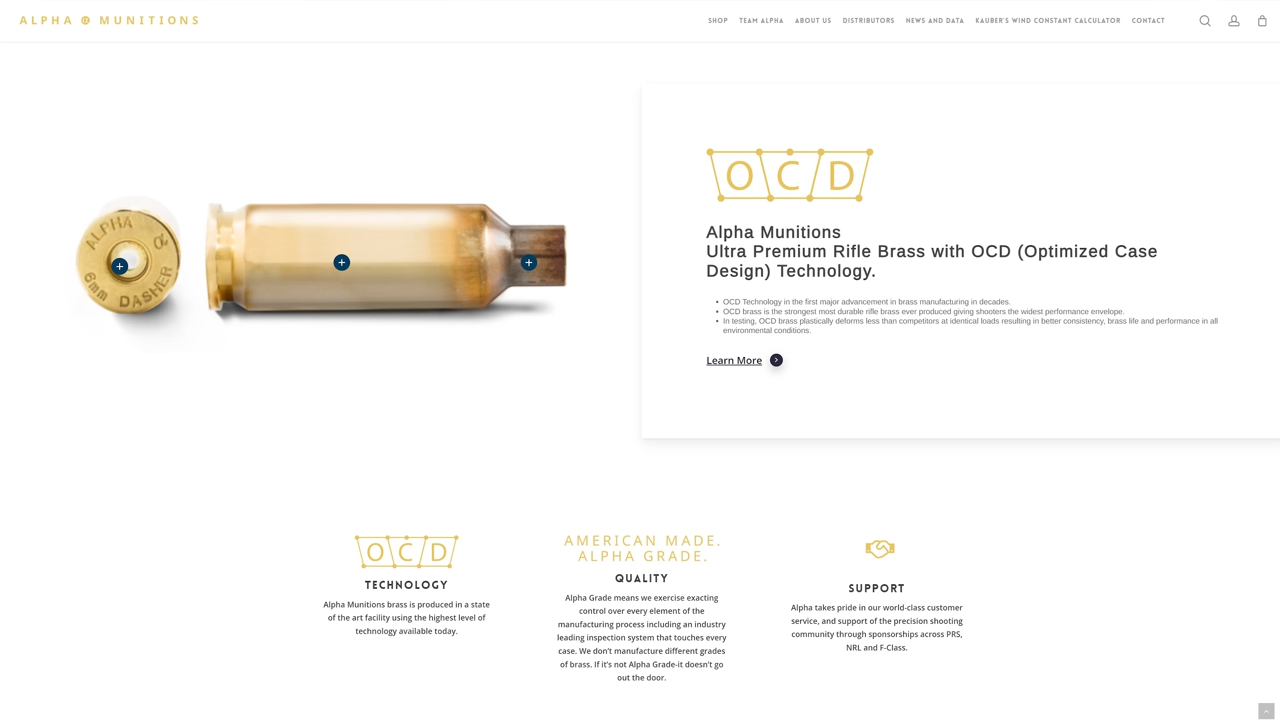 ALPHA MUNITIONS
SHOP TEAM ALPHA ABOUT US DISTRIBUTORS NEWS AND DATA KAUBER'S WIND CONSTANT CALCULATOR CONTACT
ALPHA α
6mm DASHER
OCD
Alpha Munitions
Ultra Premium Rifle Brass with OCD (Optimized Case
Design) Technology.
• OCD Technology in the first major advancement in brass manufacturing in decades.
• OCD brass is the strongest most durable rifle brass ever produced giving shooters the widest performance envelope.
• In testing, OCD brass plastically deforms less than competitors at identical loads resulting in better consistency, brass life and performance in all
environmental conditions.
Learn More
OCD
TECHNOLOGY
Alpha Munitions brass is produced in a state
of the art facility using the highest level of
technology available today.
AMERICAN MADE.
ALPHA GRADE.
QUALITY
Alpha Grade means we exercise exacting
control over every element of the
manufacturing process including an industry
leading inspection system that touches every
case. We don't manufacture different grades
of brass. If it's not Alpha Grade-it doesn't go
out the door.
SUPPORT
Alpha takes pride in our world-class customer
service, and support of the precision shooting
community through sponsorships across PRS,
NRL and F-Class.